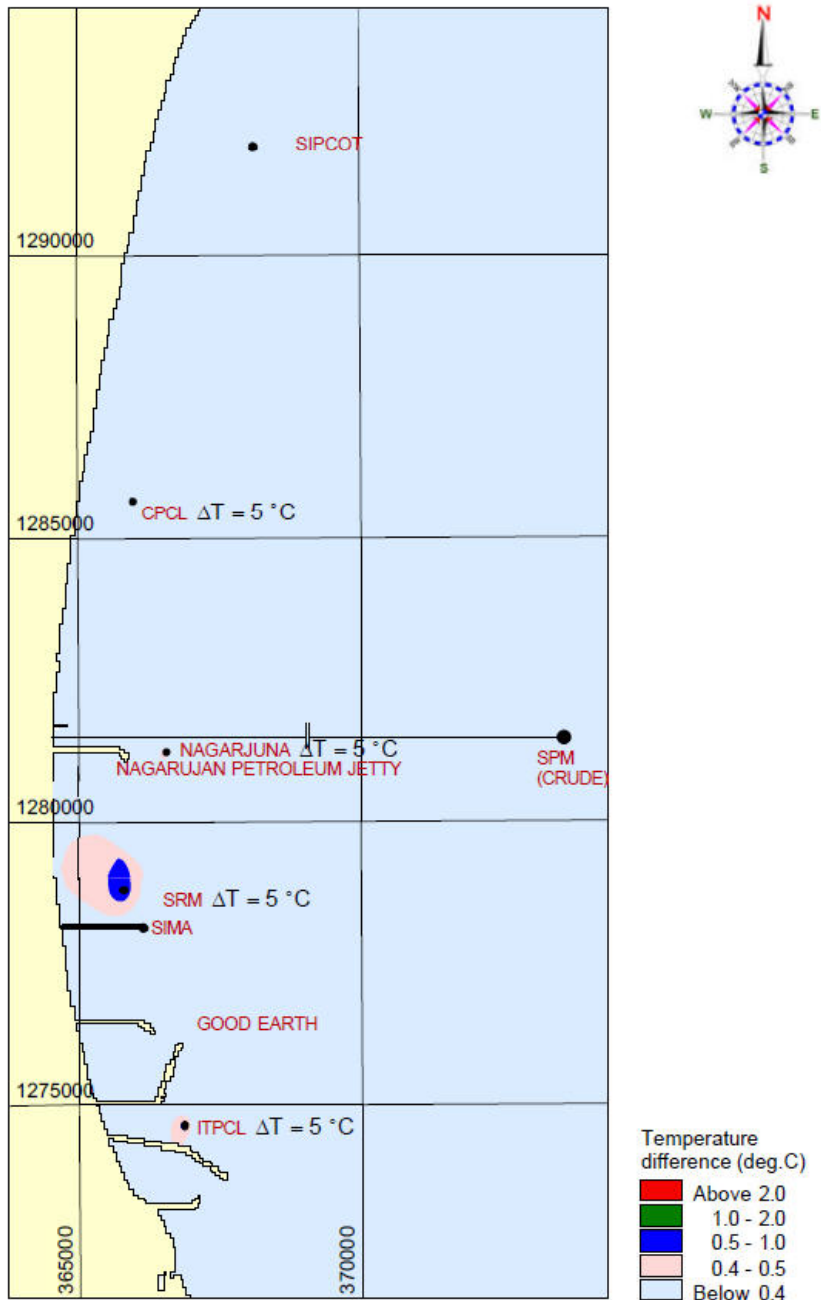 N
W
E
S
SIPCOT
1290000
CPCL ΔT = 5 °C
1285000
NAGARJUNA ΔT = 5 °C
NAGARUJAN PETROLEUM JETTY
SPM
(CRUDE)
1280000
SRM ΔT = 5 °C
SIMA
GOOD EARTH
1275000
ITPCL ΔT = 5 °C
365000
370000
Temperature
difference (deg.C)
Above 2.0
1.0 - 2.0
0.5 - 1.0
0.4 - 0.5
Below 0.4